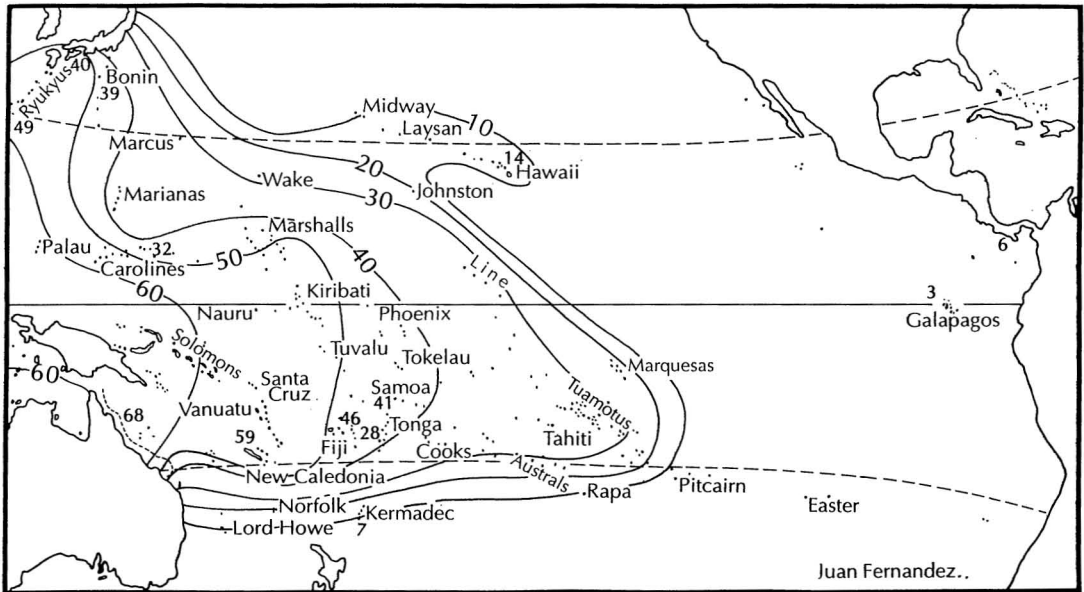 40
Bonin
Ryukyus
39
49
Midway
10
Laysan
Marcus
14
Hawaii
20
Wake
Johnston
30
Marianas
Marshalls
Palau
32
50
40
6
Carolines
Line
60
Kiribati
3
Nauru
Phoenix
Galapagos
Solomons
Tuvalu
Tokelau
Marquesas
60
Santa
Cruz
Samoa
41
Tuamotus
Vanuatu
68
46
28
Tonga
59
Fiji
Cooks
Tahiti
New Caledonia
Australs
Pitcairn
Rapa
Norfolk
Kermadec
Easter
Lord-Howe
7
Juan Fernandez